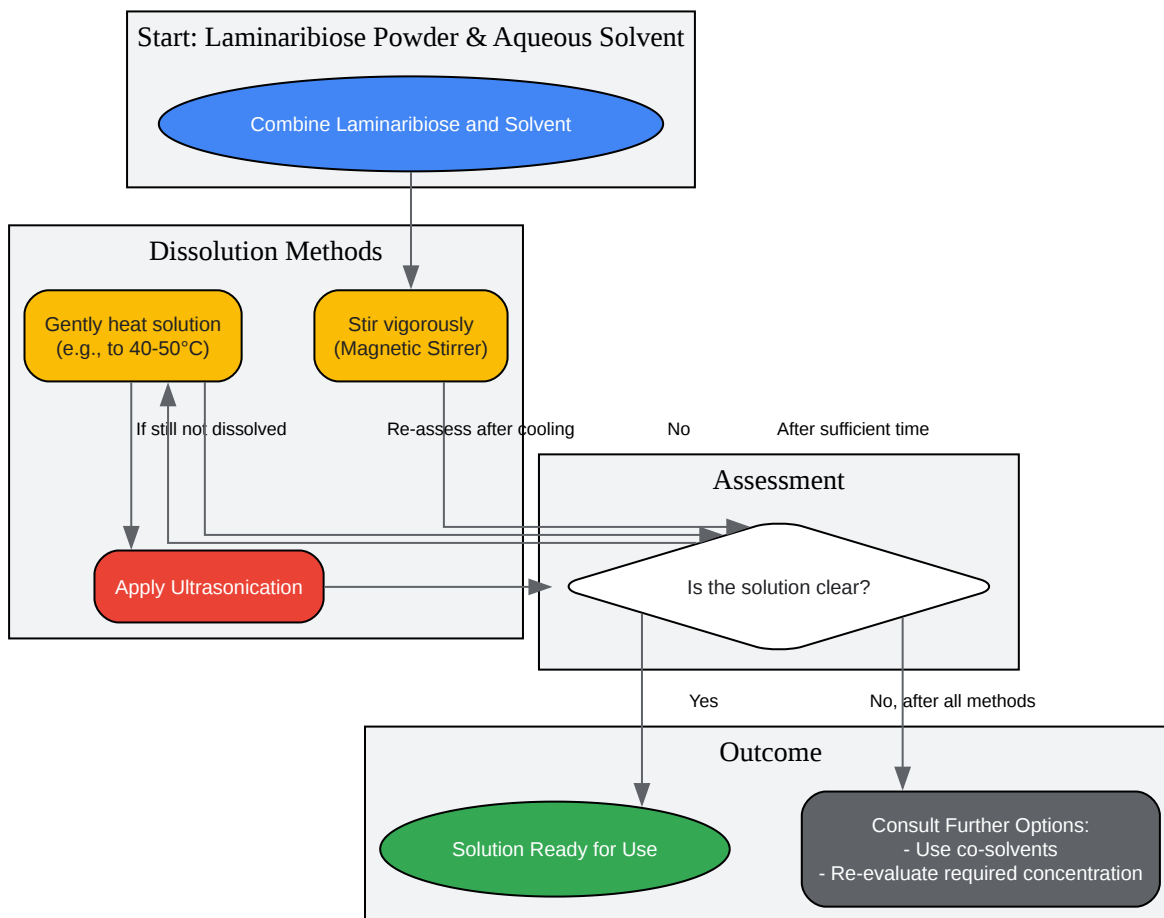 Start: Laminaribiose Powder & Aqueous Solvent
Combine Laminaribiose and Solvent
Dissolution Methods
Gently heat solution
(e.g., to 40-50°C)
Stir vigorously
(Magnetic Stirrer)
If still not dissolved
Re-assess after cooling
No
After sufficient time
Assessment
Apply Ultrasonication
Is the solution clear?
Yes
No, after all methods
Outcome
Solution Ready for Use
Consult Further Options:
- Use co-solvents
- Re-evaluate required concentration